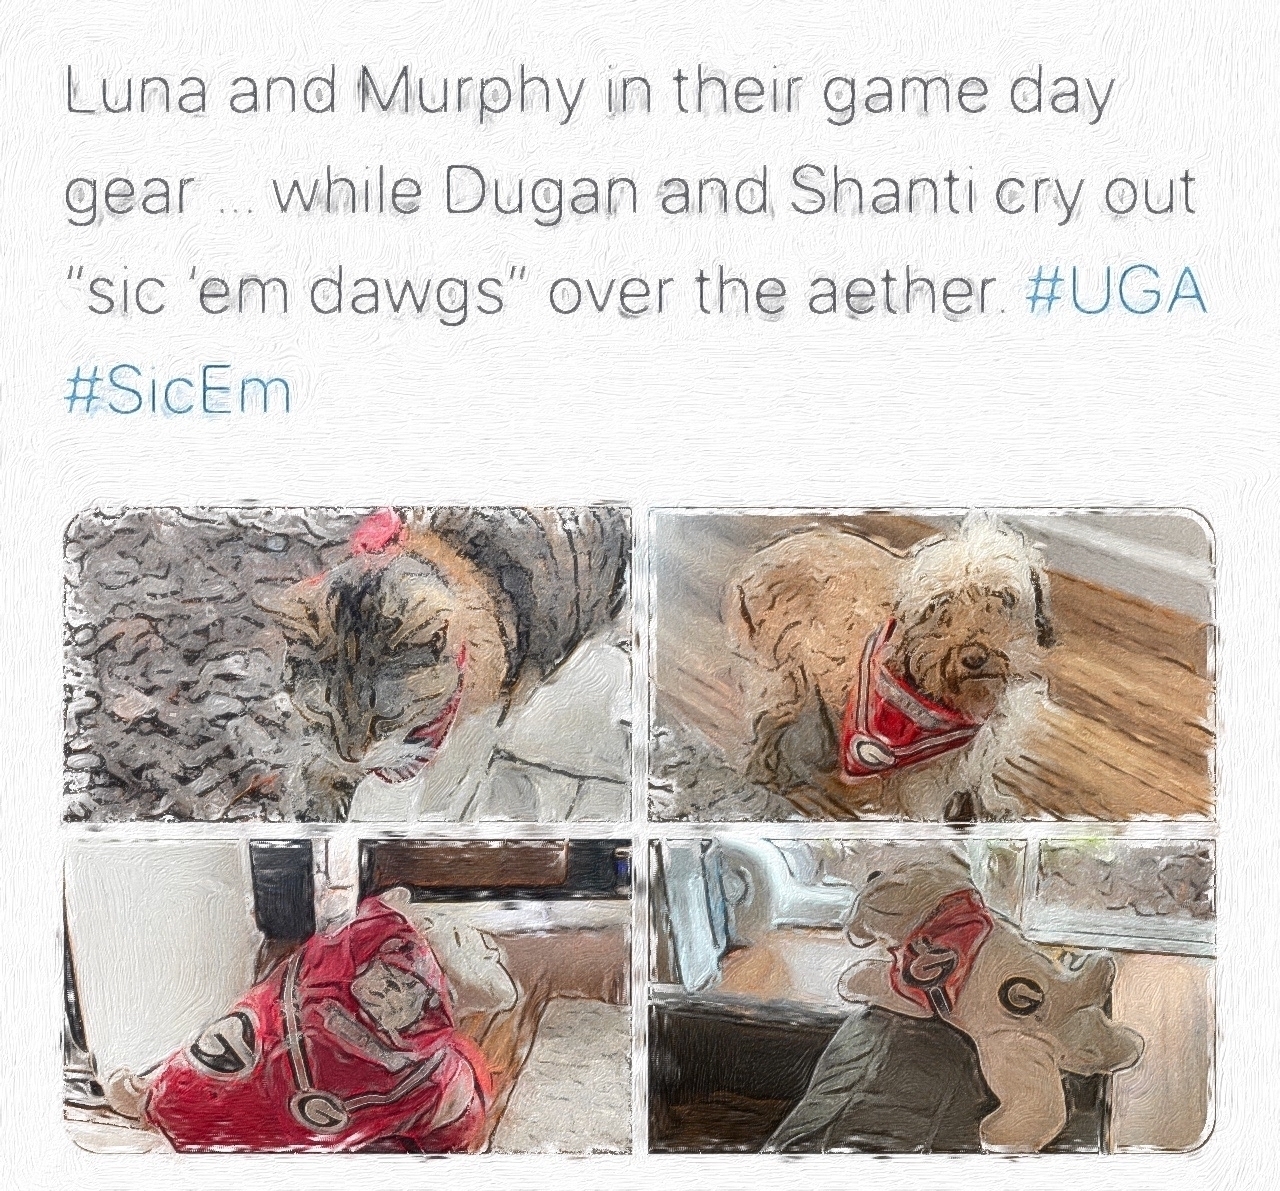 Luna and Murphy in their game day
gear ... while Dugan and Shanti cry out
“sic ‘em dawgs” over the aether. #UGA
#SicEm
G
G
G
G G